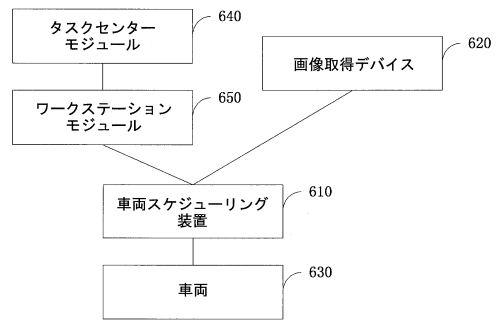 タスクセンター
モジュール
640
画像取得デバイス
620
ワークステーション
モジュール
650
車両スケジューリング
装置
610
車両
630